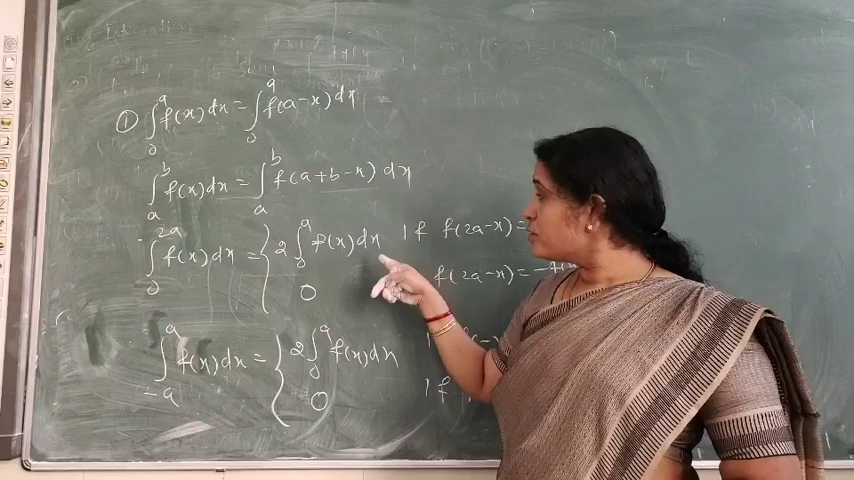 ① ∫₀ᵃ f(x) dx = ∫₀ᵃ f(a-x) dx
∫ₐᵇ f(x) dx = ∫ₐᵇ f(a+b-x) dx
∫₀²ᵃ f(x) dx = { 2 ∫₀ᵃ f(x) dx If f(2a-x) =
0 f(2a-x) = -f(x
∫₋ₐᵃ f(x) dx = { 2 ∫₀ᵃ f(x) dx If f(-x
0 If